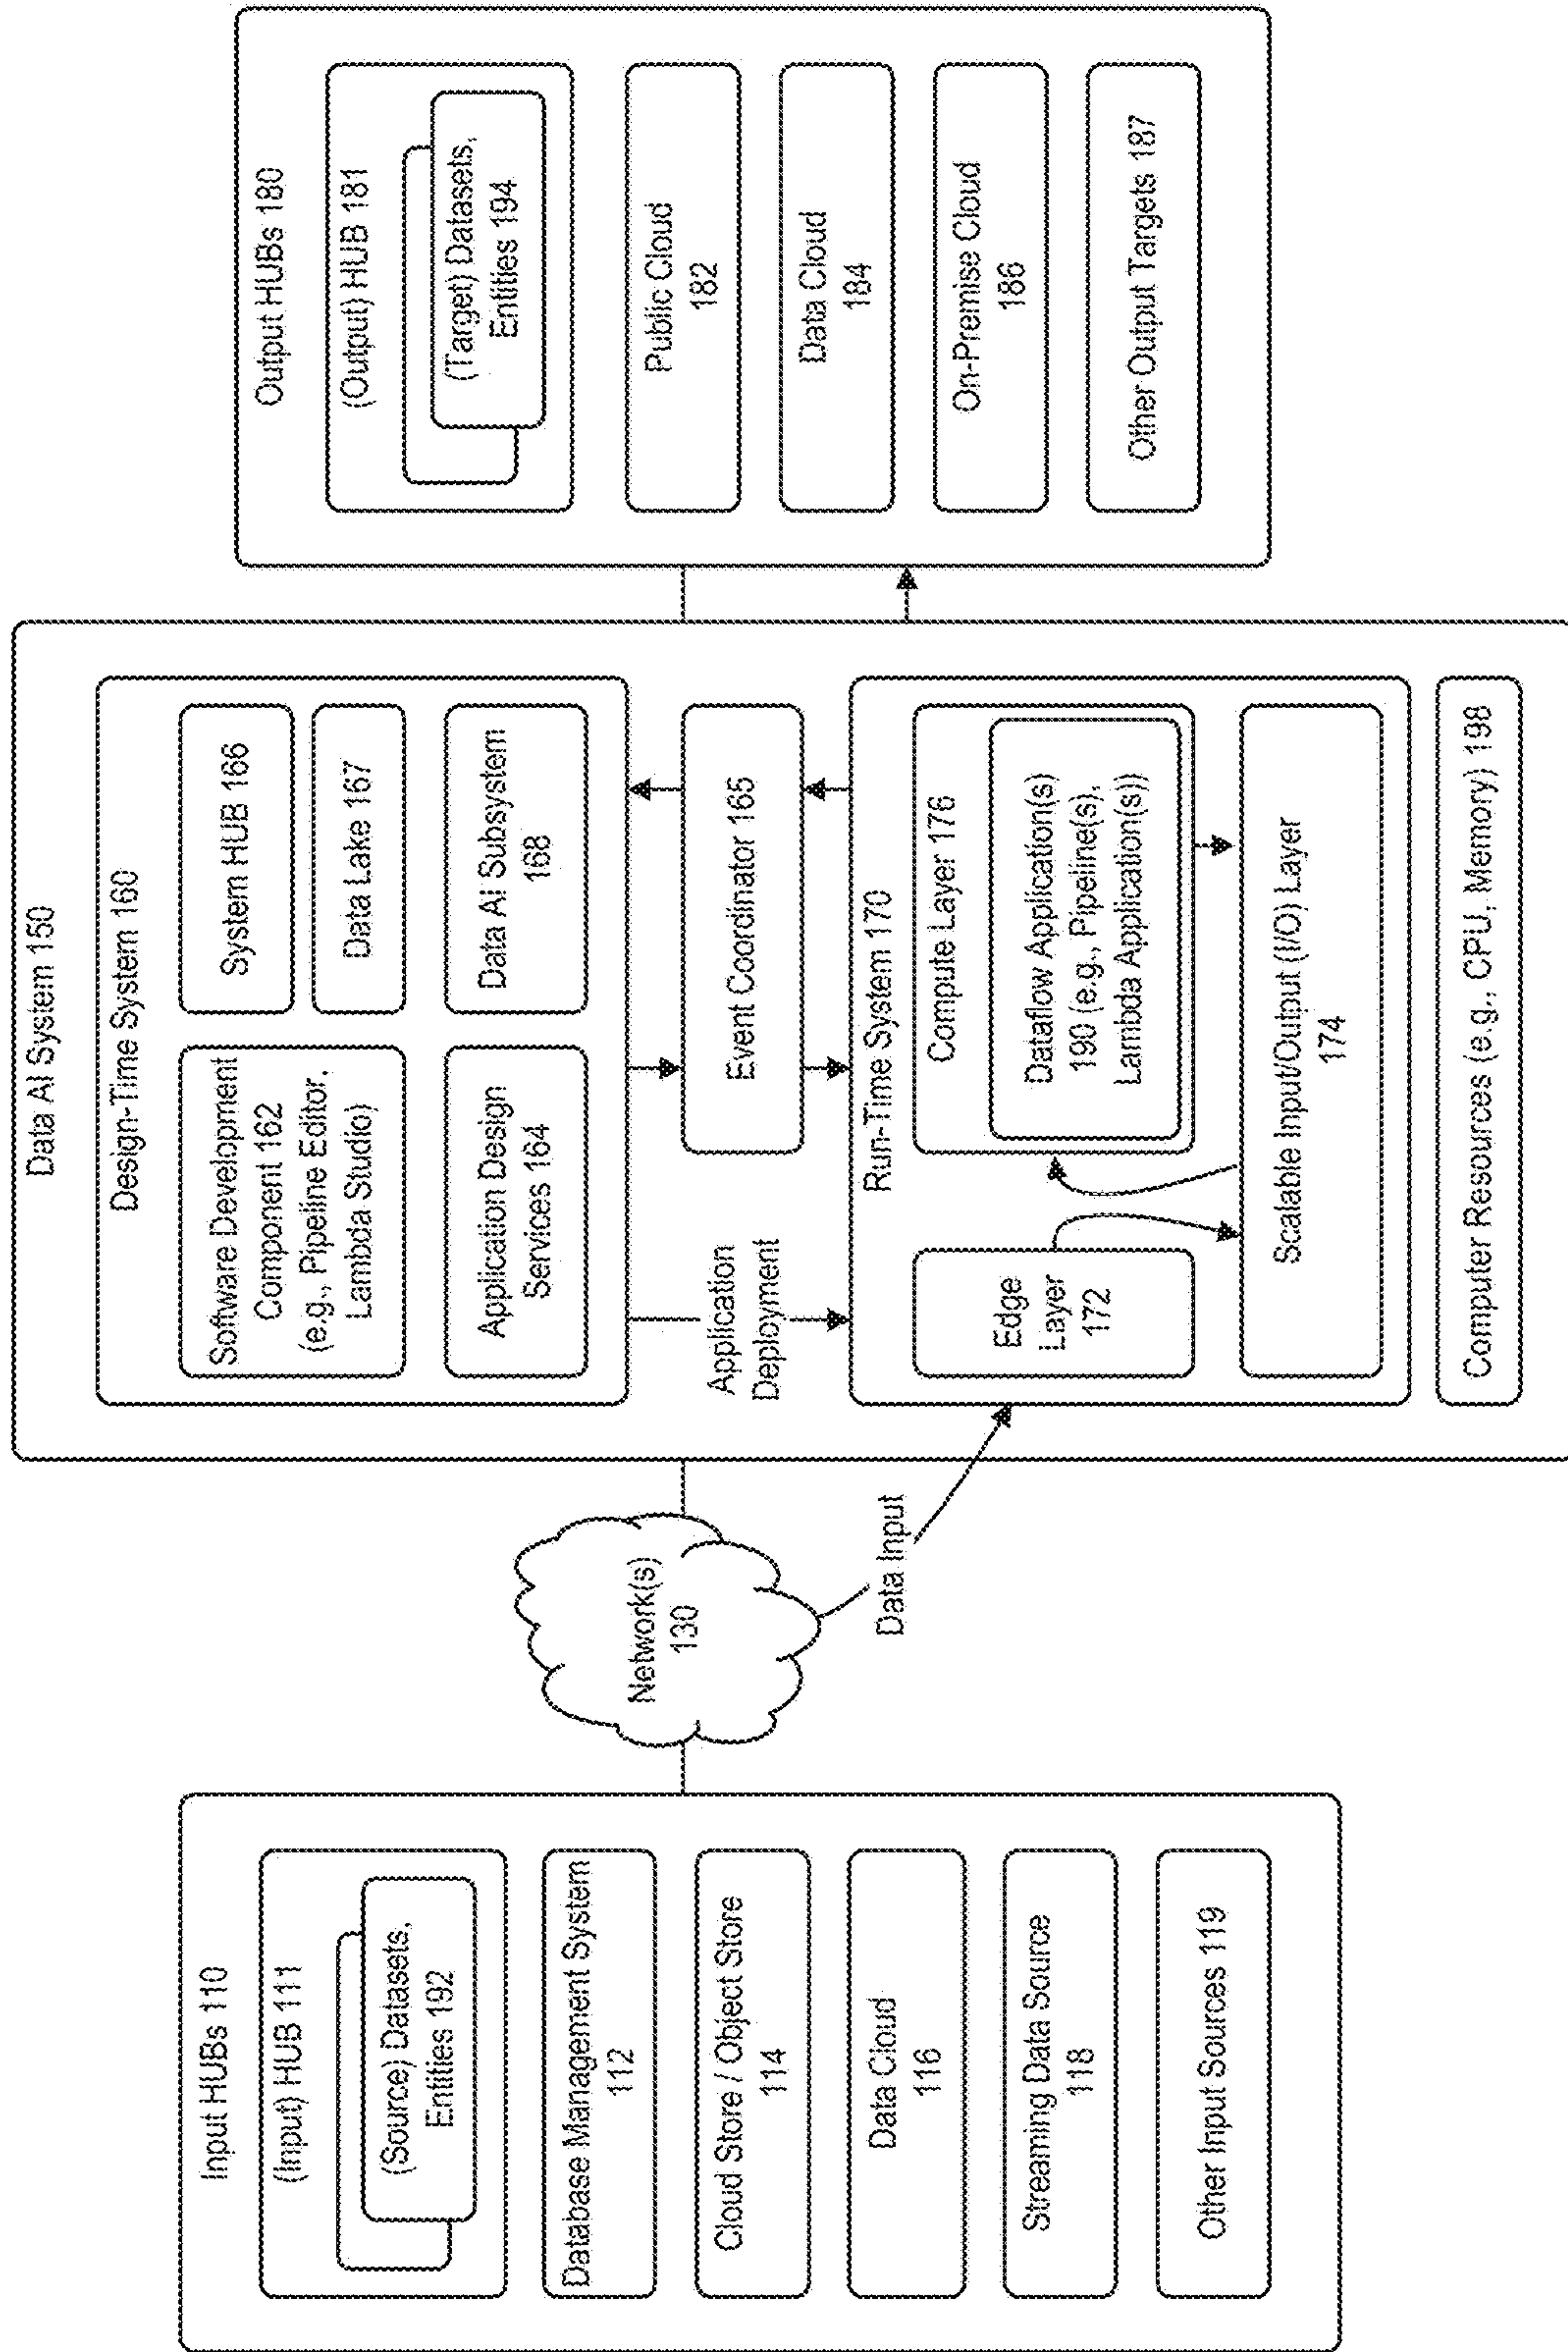 Input HUBs 110
(Input) HUB 111
(Source) Datasets,
Entities 192
Database Management System
112
Cloud Store / Object Store
114
Data Cloud
116
Streaming Data Source
118
Other Input Sources 119
Network(s)
130
Data Input
Data AI System 150
Design-Time System 160
Software Development
Component 162
(e.g., Pipeline Editor,
Lambda Studio)
System HUB 166
Data Lake 167
Application Design
Services 164
Data AI Subsystem
168
Application
Deployment
Event Coordinator 165
Run-Time System 170
Edge
Layer
172
Compute Layer 176
Dataflow Application(s)
190 (e.g., Pipeline(s),
Lambda Application(s))
Scalable Input/Output (I/O) Layer
174
Computer Resources (e.g., CPU, Memory) 198
Output HUBs 180
(Output) HUB 181
(Target) Datasets,
Entities 194
Public Cloud
182
Data Cloud
184
On-Premise Cloud
186
Other Output Targets 187